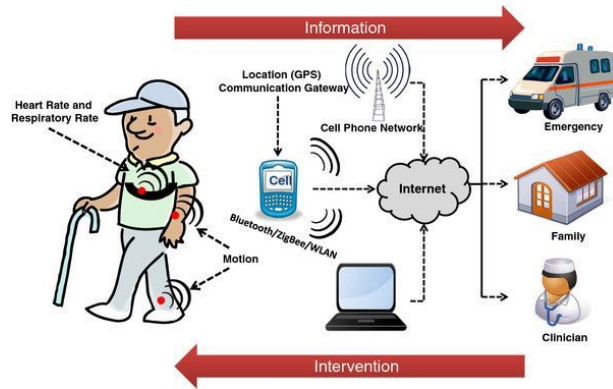 Information
Location (GPS)
Communication Gateway
Heart Rate and
Respiratory Rate
Cell Phone Network
Emergency
Cell
Internet
Bluetooth/ZigBee/WLAN
Family
Motion
Clinician
Intervention